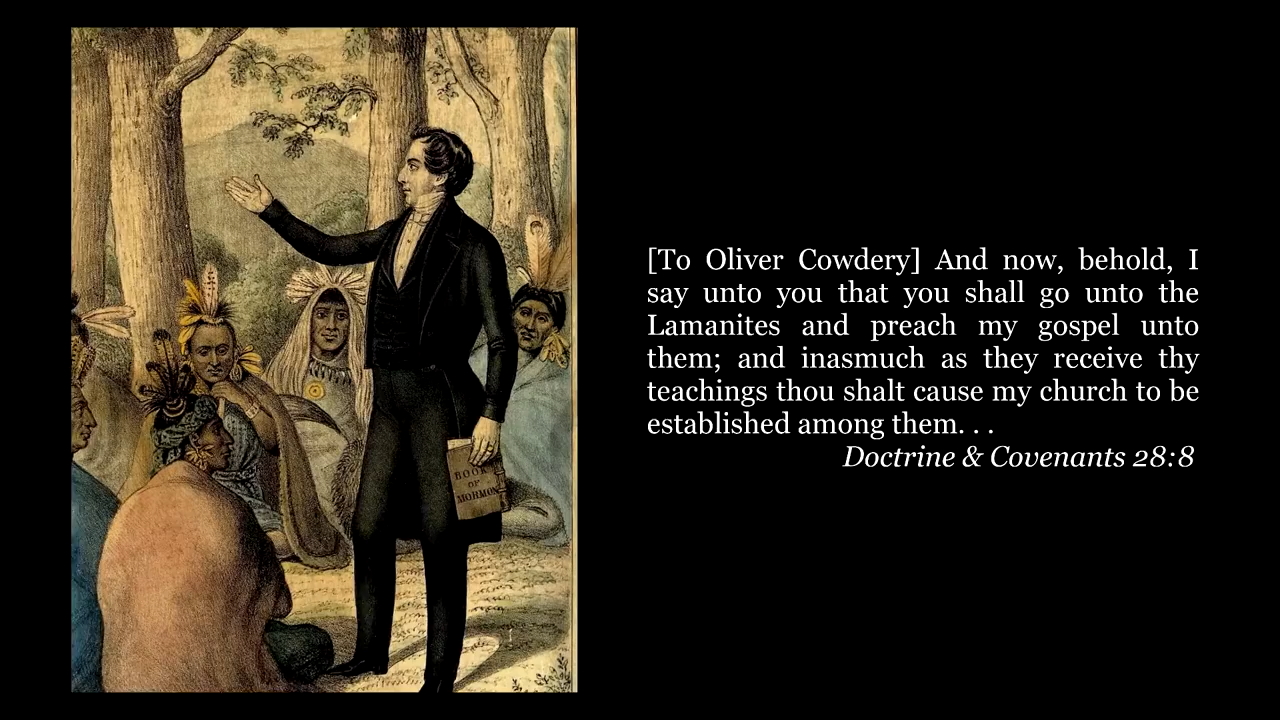 [To Oliver Cowdery] And now, behold, I
say unto you that you shall go unto the
Lamanites and preach my gospel unto
them; and inasmuch as they receive thy
teachings thou shalt cause my church to be
established among them. . .
Doctrine & Covenants 28:8
BOOK
OF
MORMON